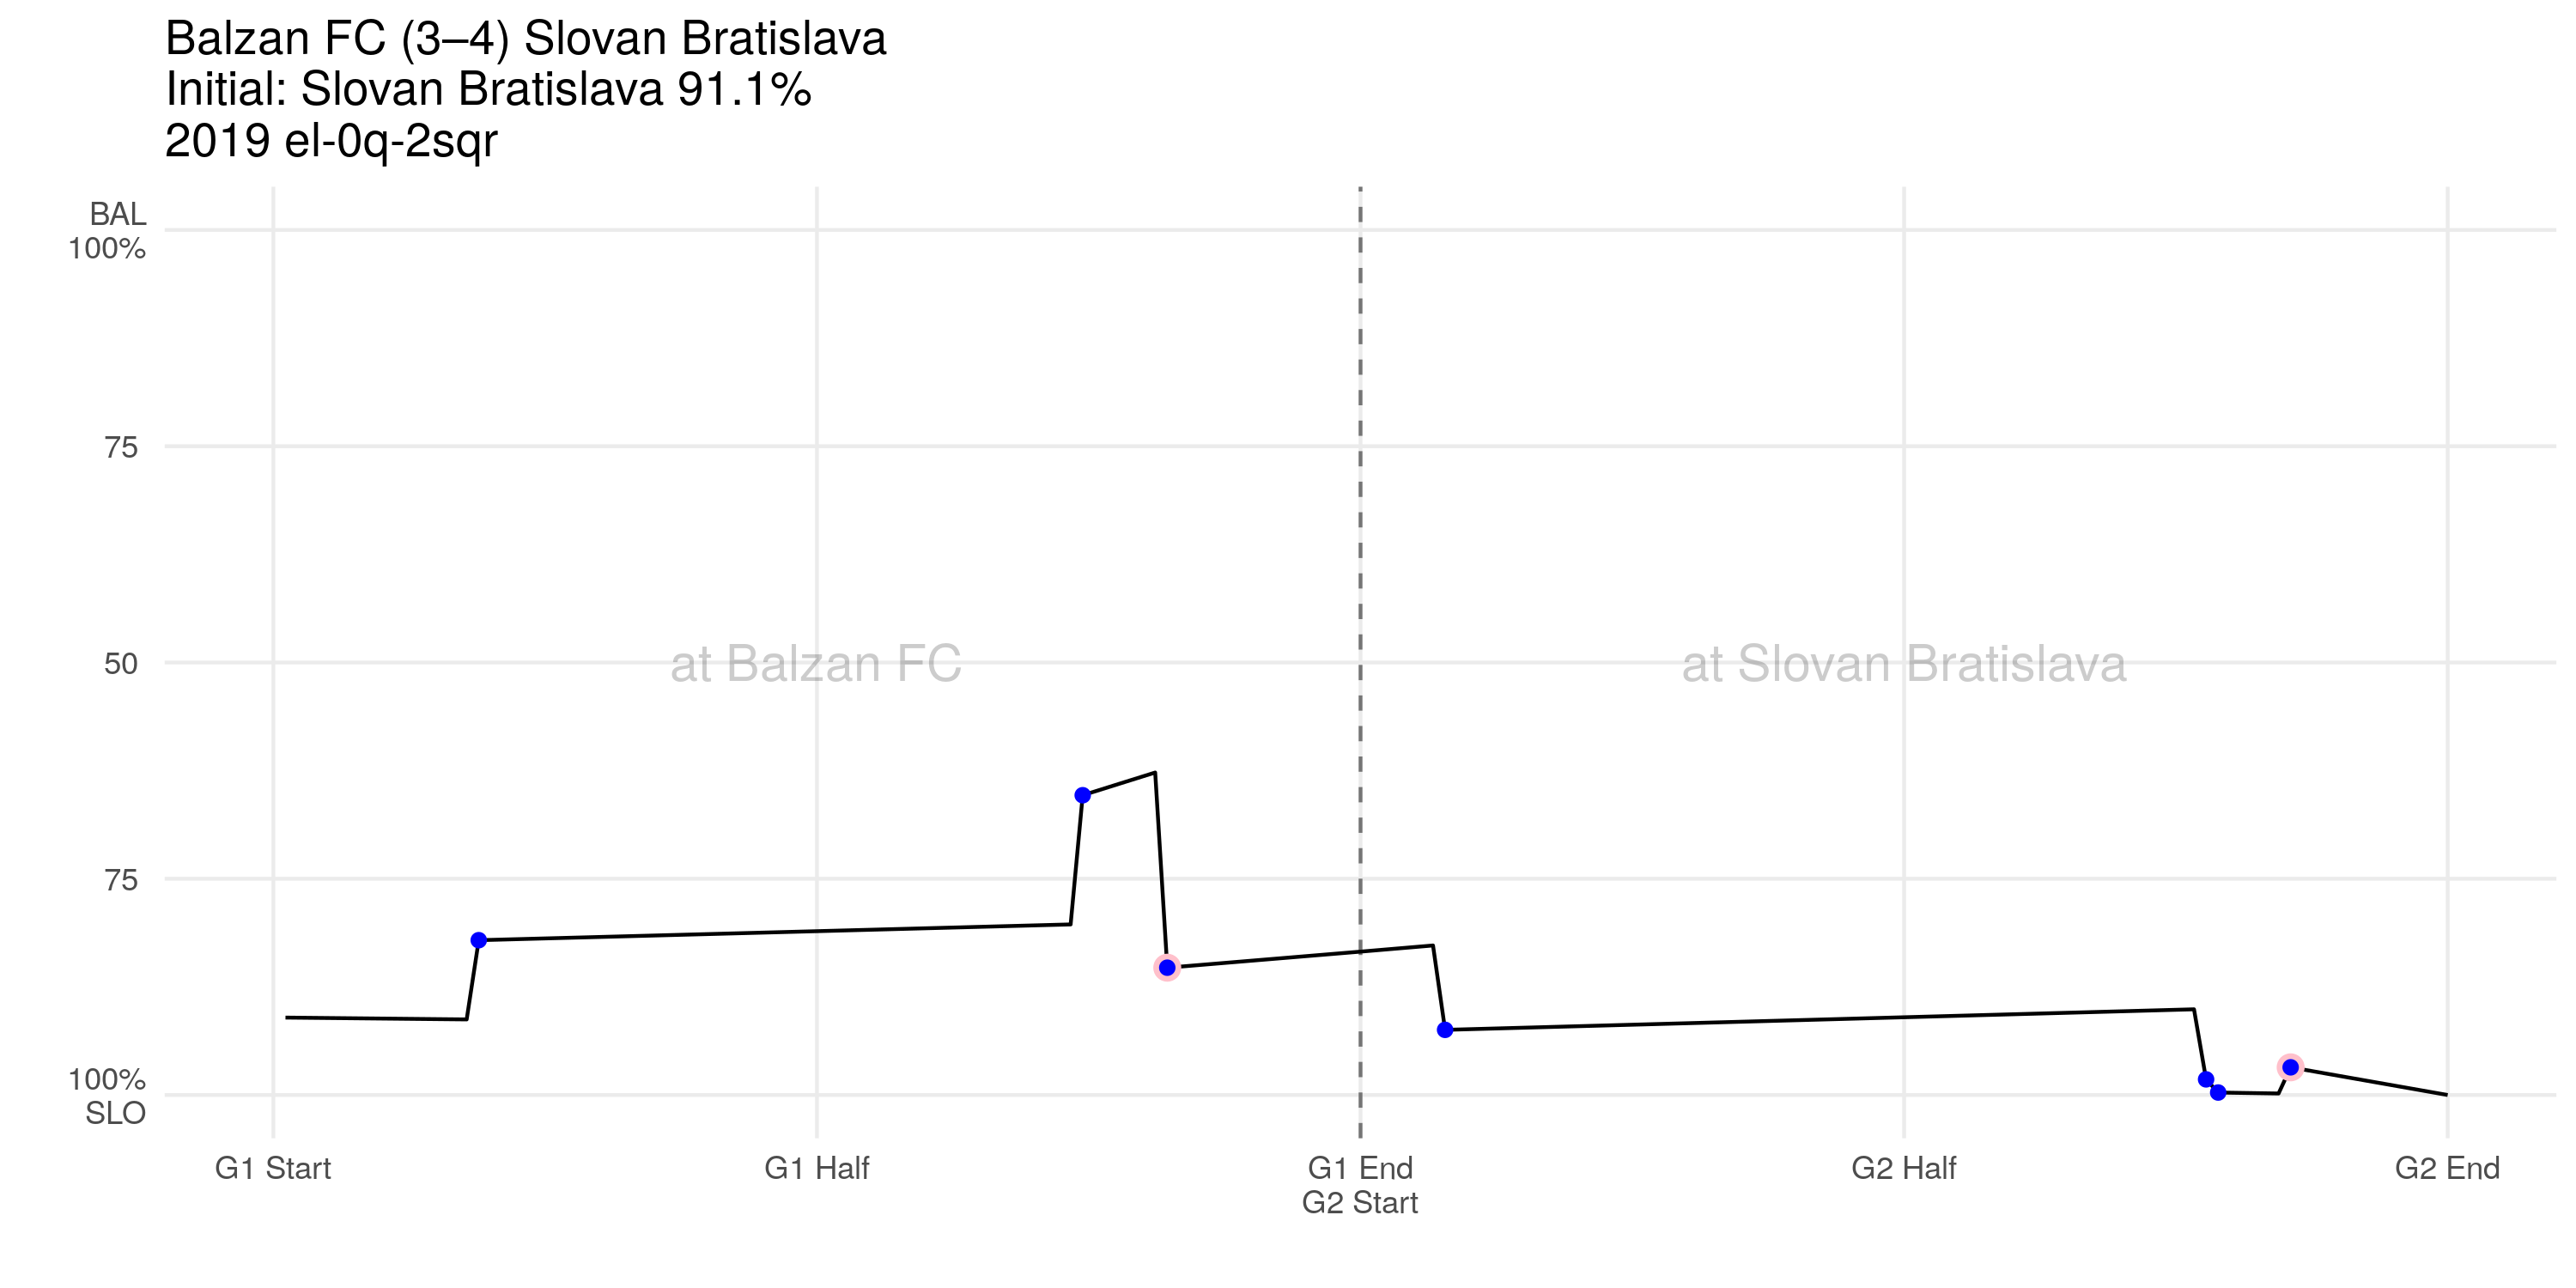 Balzan FC (3–4) Slovan Bratislava
Initial: Slovan Bratislava 91.1%
2019 el-0q-2sqr
BAL
100%
75
50
75
100%
SLO
at Balzan FC
at Slovan Bratislava
G1 Start
G1 Half
G1 End
G2 Start
G2 Half
G2 End